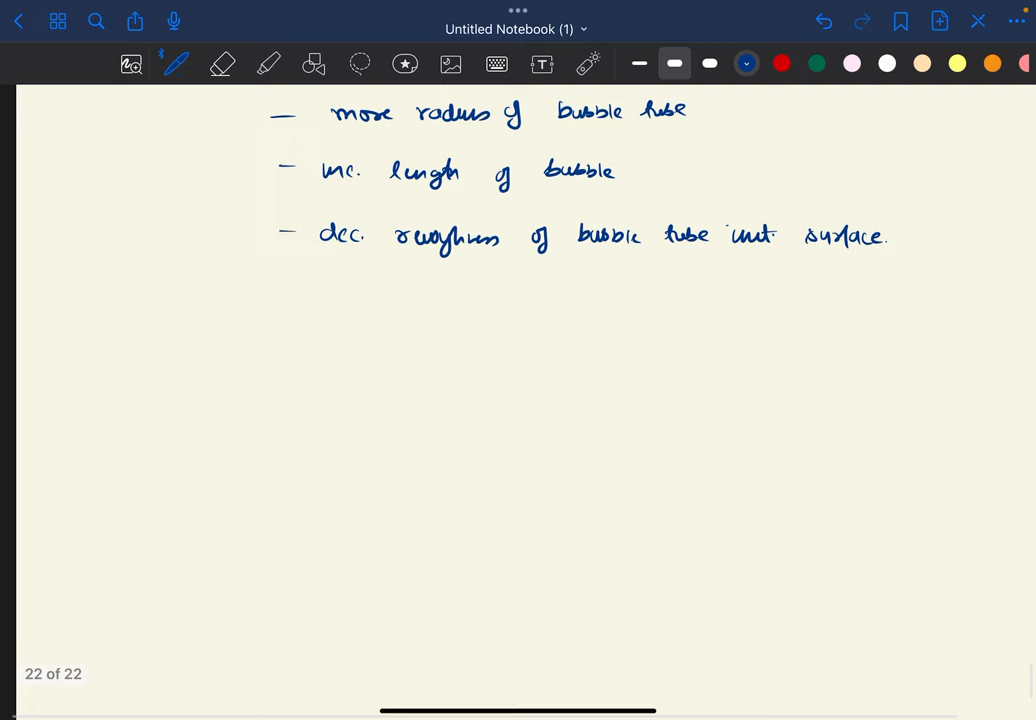 Untitled Notebook (1)
— more radius of bubble tube
- inc. length of bubble
- dec. roughness of bubble tube int. surface.
22 of 22